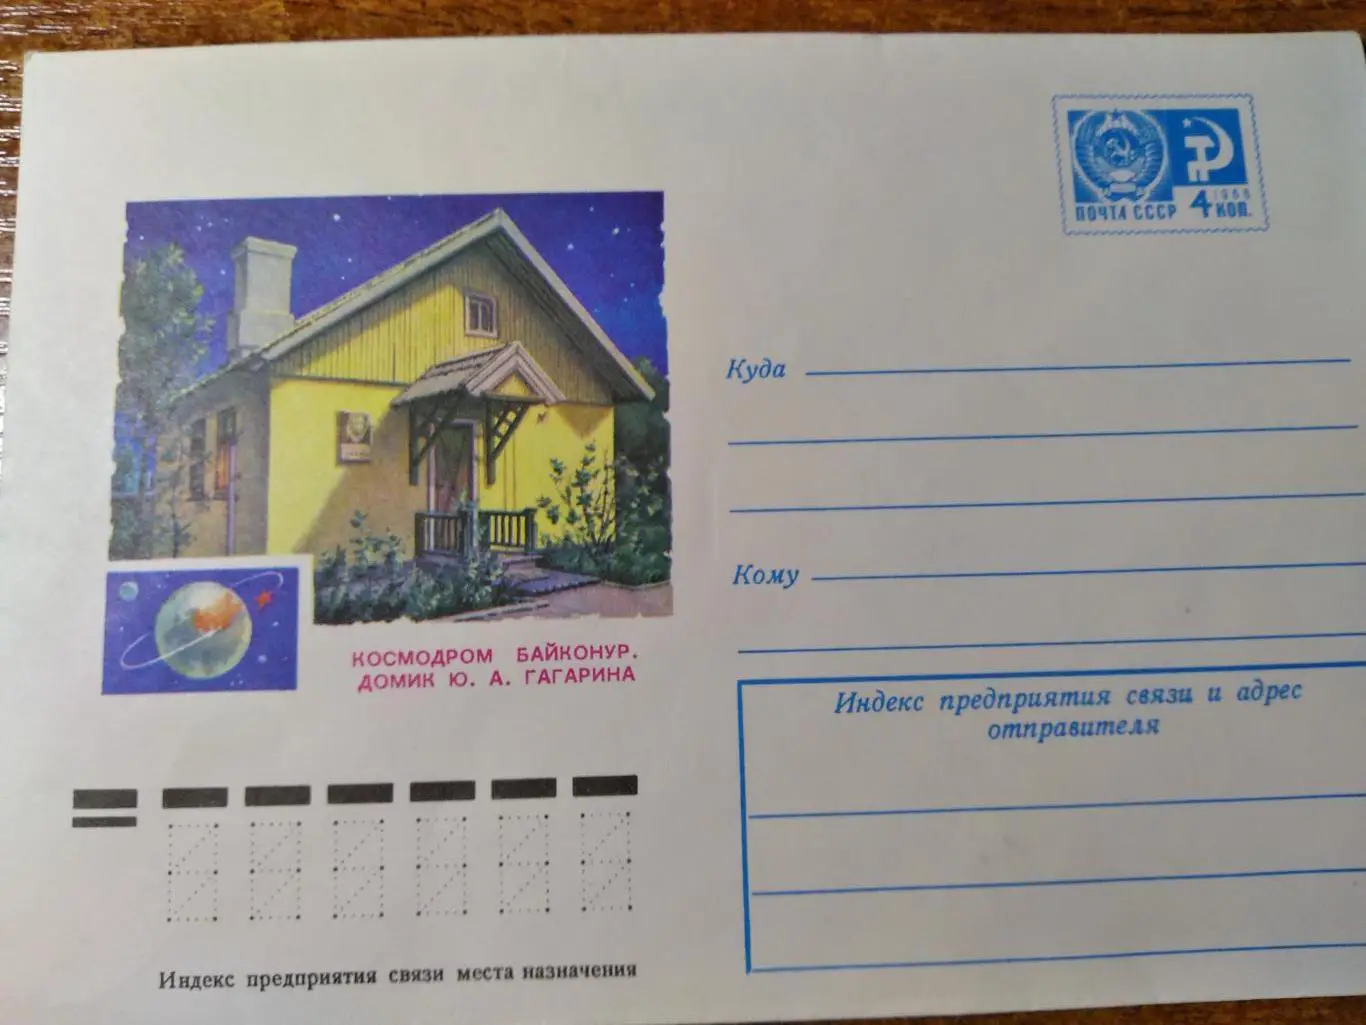 ПОЧТА СССР
1966
4 КОП.
КОСМОДРОМ БАЙКОНУР.
ДОМИК Ю. А. ГАГАРИНА
Куда
Кому
Индекс предприятия связи и адрес
отправителя
Индекс предприятия связи места назначения